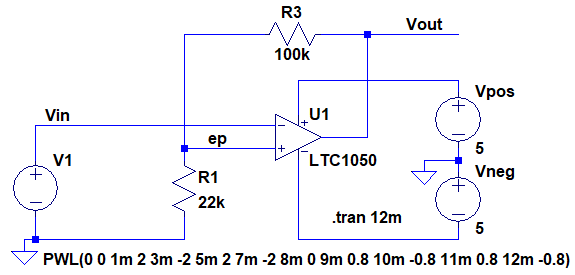 R3
Vout
100k
Vpos
U1
Vin
ep
5
LTC1050
V1
R1
Vneg
22k
.tran 12m
5
PWL(0 0 1m 2 3m -2 5m 2 7m -2 8m 0 9m 0.8 10m -0.8 11m 0.8 12m -0.8)